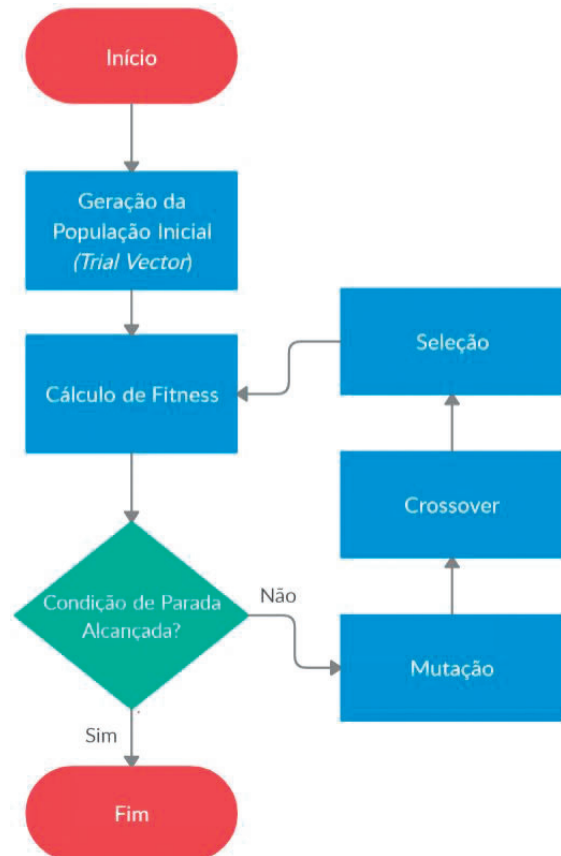 Início
Geração da
População Inicial
(Trial Vector)
Cálculo de Fitness
Condição de Parada
Alcançada?
Não
Sim
Fim
Seleção
Crossover
Mutação